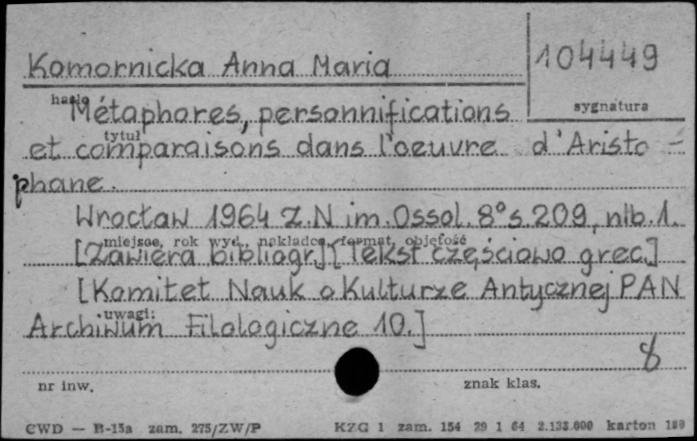 Komornicka Anna Maria
104449
hasło
sygnatura
Métaphores, personnifications
tytuł
et comparaisons dans l'oeuvre d'Aristo-
phane.
Wrocław 1964 Z.N im. Ossol. 8° s. 209, nlb. 1.
miejsce, rok wyd., nakładca, format, objętość
[Zawiera bibliogr.] [Tekst częściowo grec.]
[Komitet Nauk o Kulturze Antycznej PAN
uwagi:
Archiwum Filologiczne 10.]
8
nr inw.
znak klas.
CWD — B-15a zam. 275/ZW/P
KZG 1 zam. 154 29 1 64 2.133.000 karton